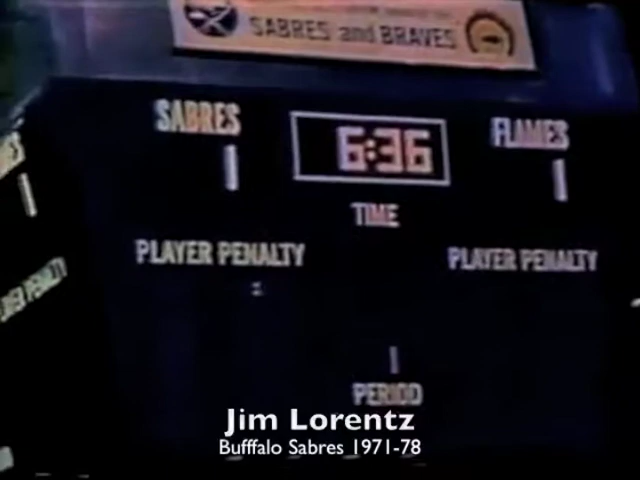 SABRES and BRAVES
SABRES
1
6:36
FLAMES
1
TIME
1
PLAYER PENALTY
PLAYER PENALTY
:
1
PERIOD
Jim Lorentz
Bufffalo Sabres 1971-78